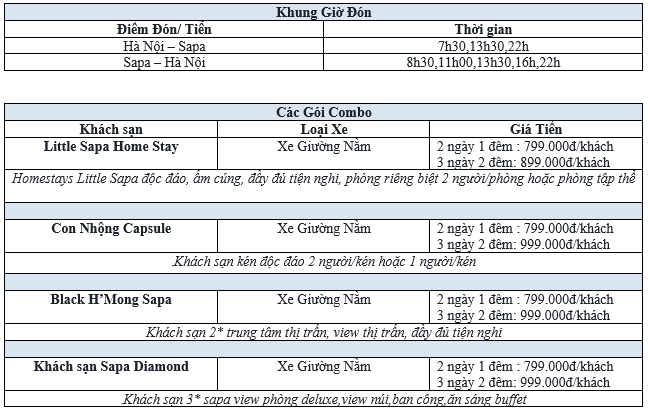 Khung Giờ Đón
Điểm Đón/ Tiễn Thời gian
Hà Nội – Sapa 7h30,13h30,22h
Sapa – Hà Nội 8h30,11h00,13h30,16h,22h
Các Gói Combo
Khách sạn Loại Xe Giá Tiền
Little Sapa Home Stay Xe Giường Nằm 2 ngày 1 đêm : 799.000đ/khách
3 ngày 2 đêm: 899.000đ/khách
Homestays Little Sapa độc đáo, ấm cúng, đầy đủ tiện nghi, phòng riêng biệt 2 người/phòng hoặc phòng tập thể
Con Nhộng Capsule Xe Giường Nằm 2 ngày 1 đêm : 799.000đ/khách
3 ngày 2 đêm: 999.000đ/khách
Khách sạn kén độc đáo 2 người/kén hoặc 1 người/kén
Black H’Mong Sapa Xe Giường Nằm 2 ngày 1 đêm : 799.000đ/khách
3 ngày 2 đêm: 999.000đ/khách
Khách sạn 2* trung tâm thị trấn, view thị trấn, đầy đủ tiện nghi
Khách sạn Sapa Diamond Xe Giường Nằm 2 ngày 1 đêm : 799.000đ/khách
3 ngày 2 đêm: 999.000đ/khách
Khách sạn 3* sapa view phòng deluxe,view núi,ban công,ăn sáng buffet